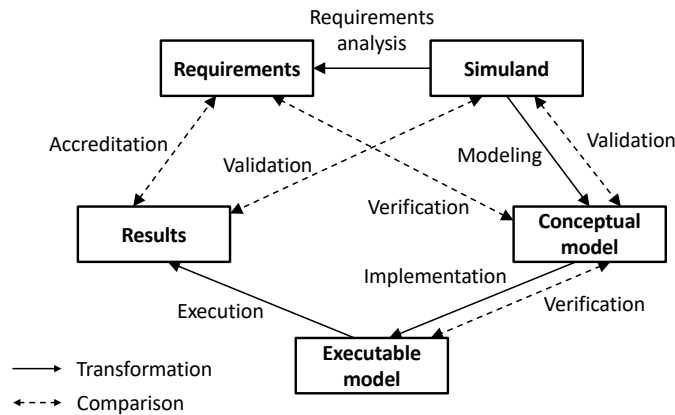 Requirements
analysis
Requirements
Simuland
Accreditation
Validation
Modeling
Validation
Verification
Results
Conceptual
model
Implementation
Execution
Verification
Executable
model
Transformation
Comparison